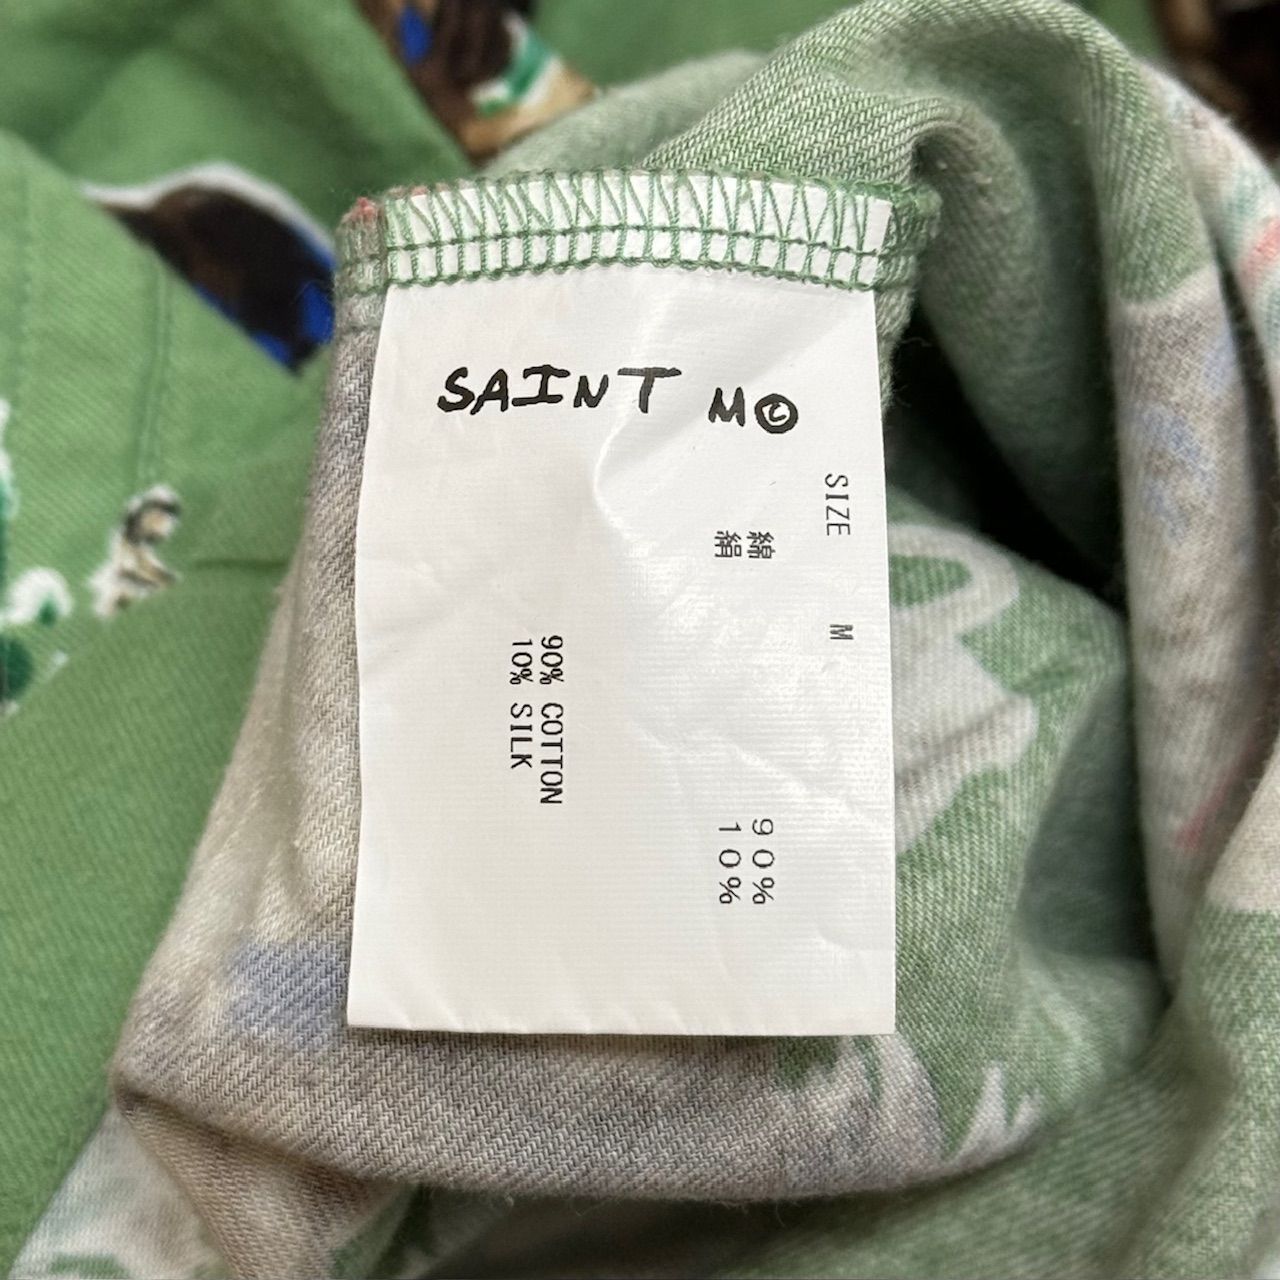 SAINT M©
SIZE M
綿 90%
絹 10%
90% COTTON
10% SILK